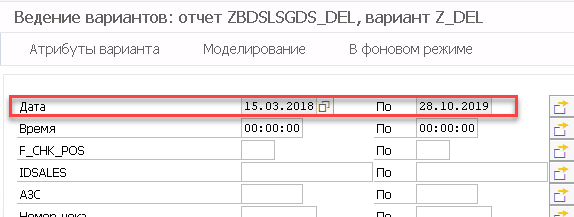 Ведение вариантов: отчет ZBDSLSGDS_DEL, вариант Z_DEL
Атрибуты варианта Моделирование В фоновом режиме
Дата 15.03.2018 По 28.10.2019
Время 00:00:00 По 00:00:00
F_CHK_POS По
IDSALES По
АЗС По
Номер чека По